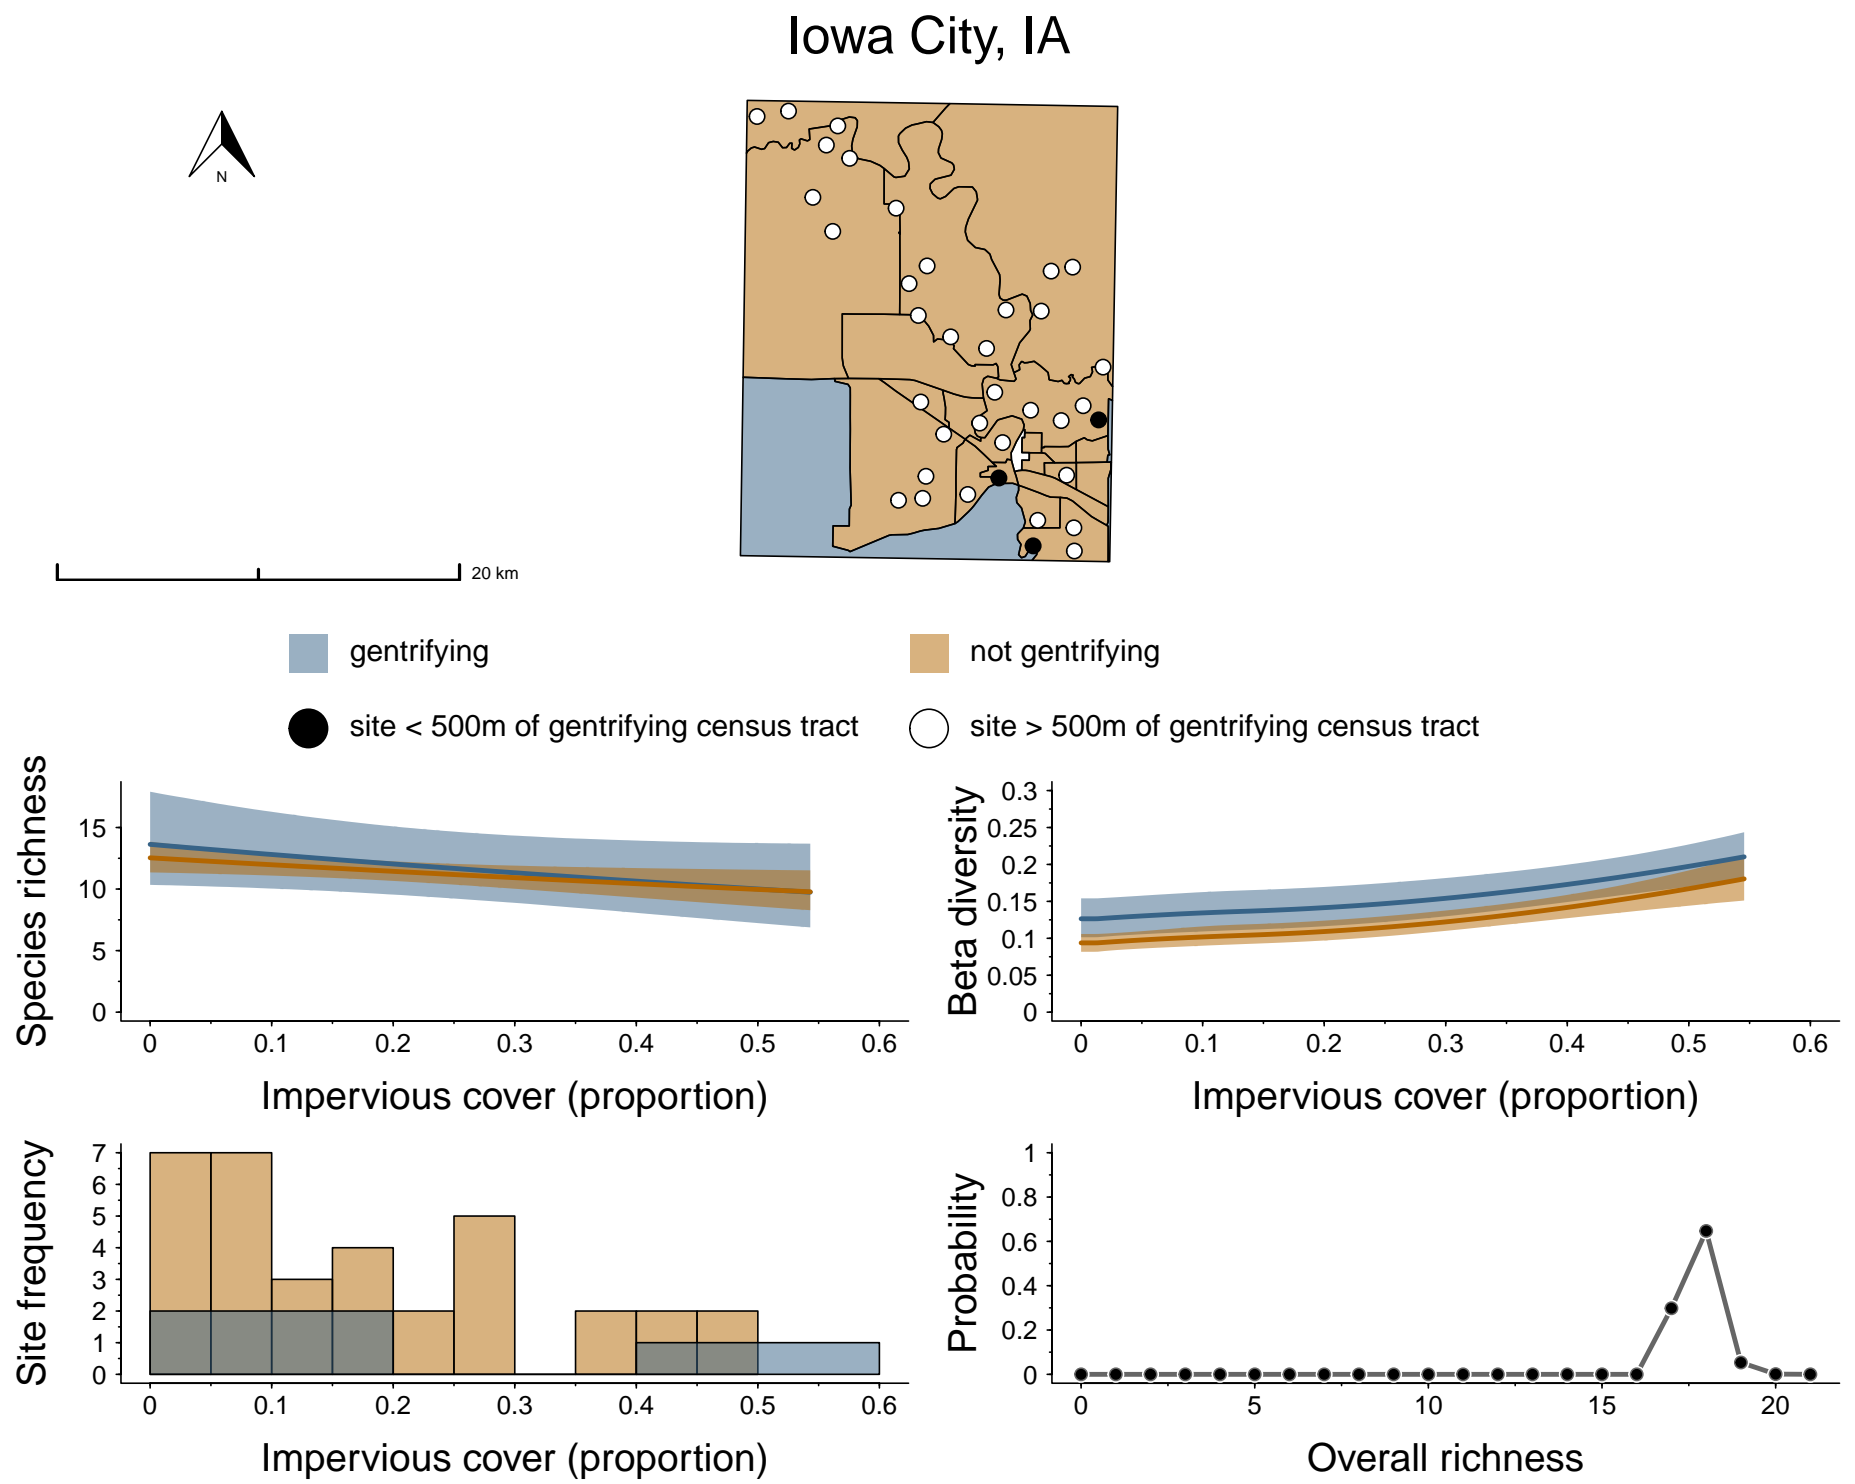 Iowa City, IA
N
20 km
gentrifying
not gentrifying
site < 500m of gentrifying census tract
site > 500m of gentrifying census tract
Species richness
15
10
5
0
0 0.1 0.2 0.3 0.4 0.5 0.6
Impervious cover (proportion)
Beta diversity
0.3
0.25
0.2
0.15
0.1
0.05
0
0 0.1 0.2 0.3 0.4 0.5 0.6
Impervious cover (proportion)
Site frequency
7
6
5
4
3
2
1
0
0 0.1 0.2 0.3 0.4 0.5 0.6
Impervious cover (proportion)
Probability
1
0.8
0.6
0.4
0.2
0
0 5 10 15 20
Overall richness